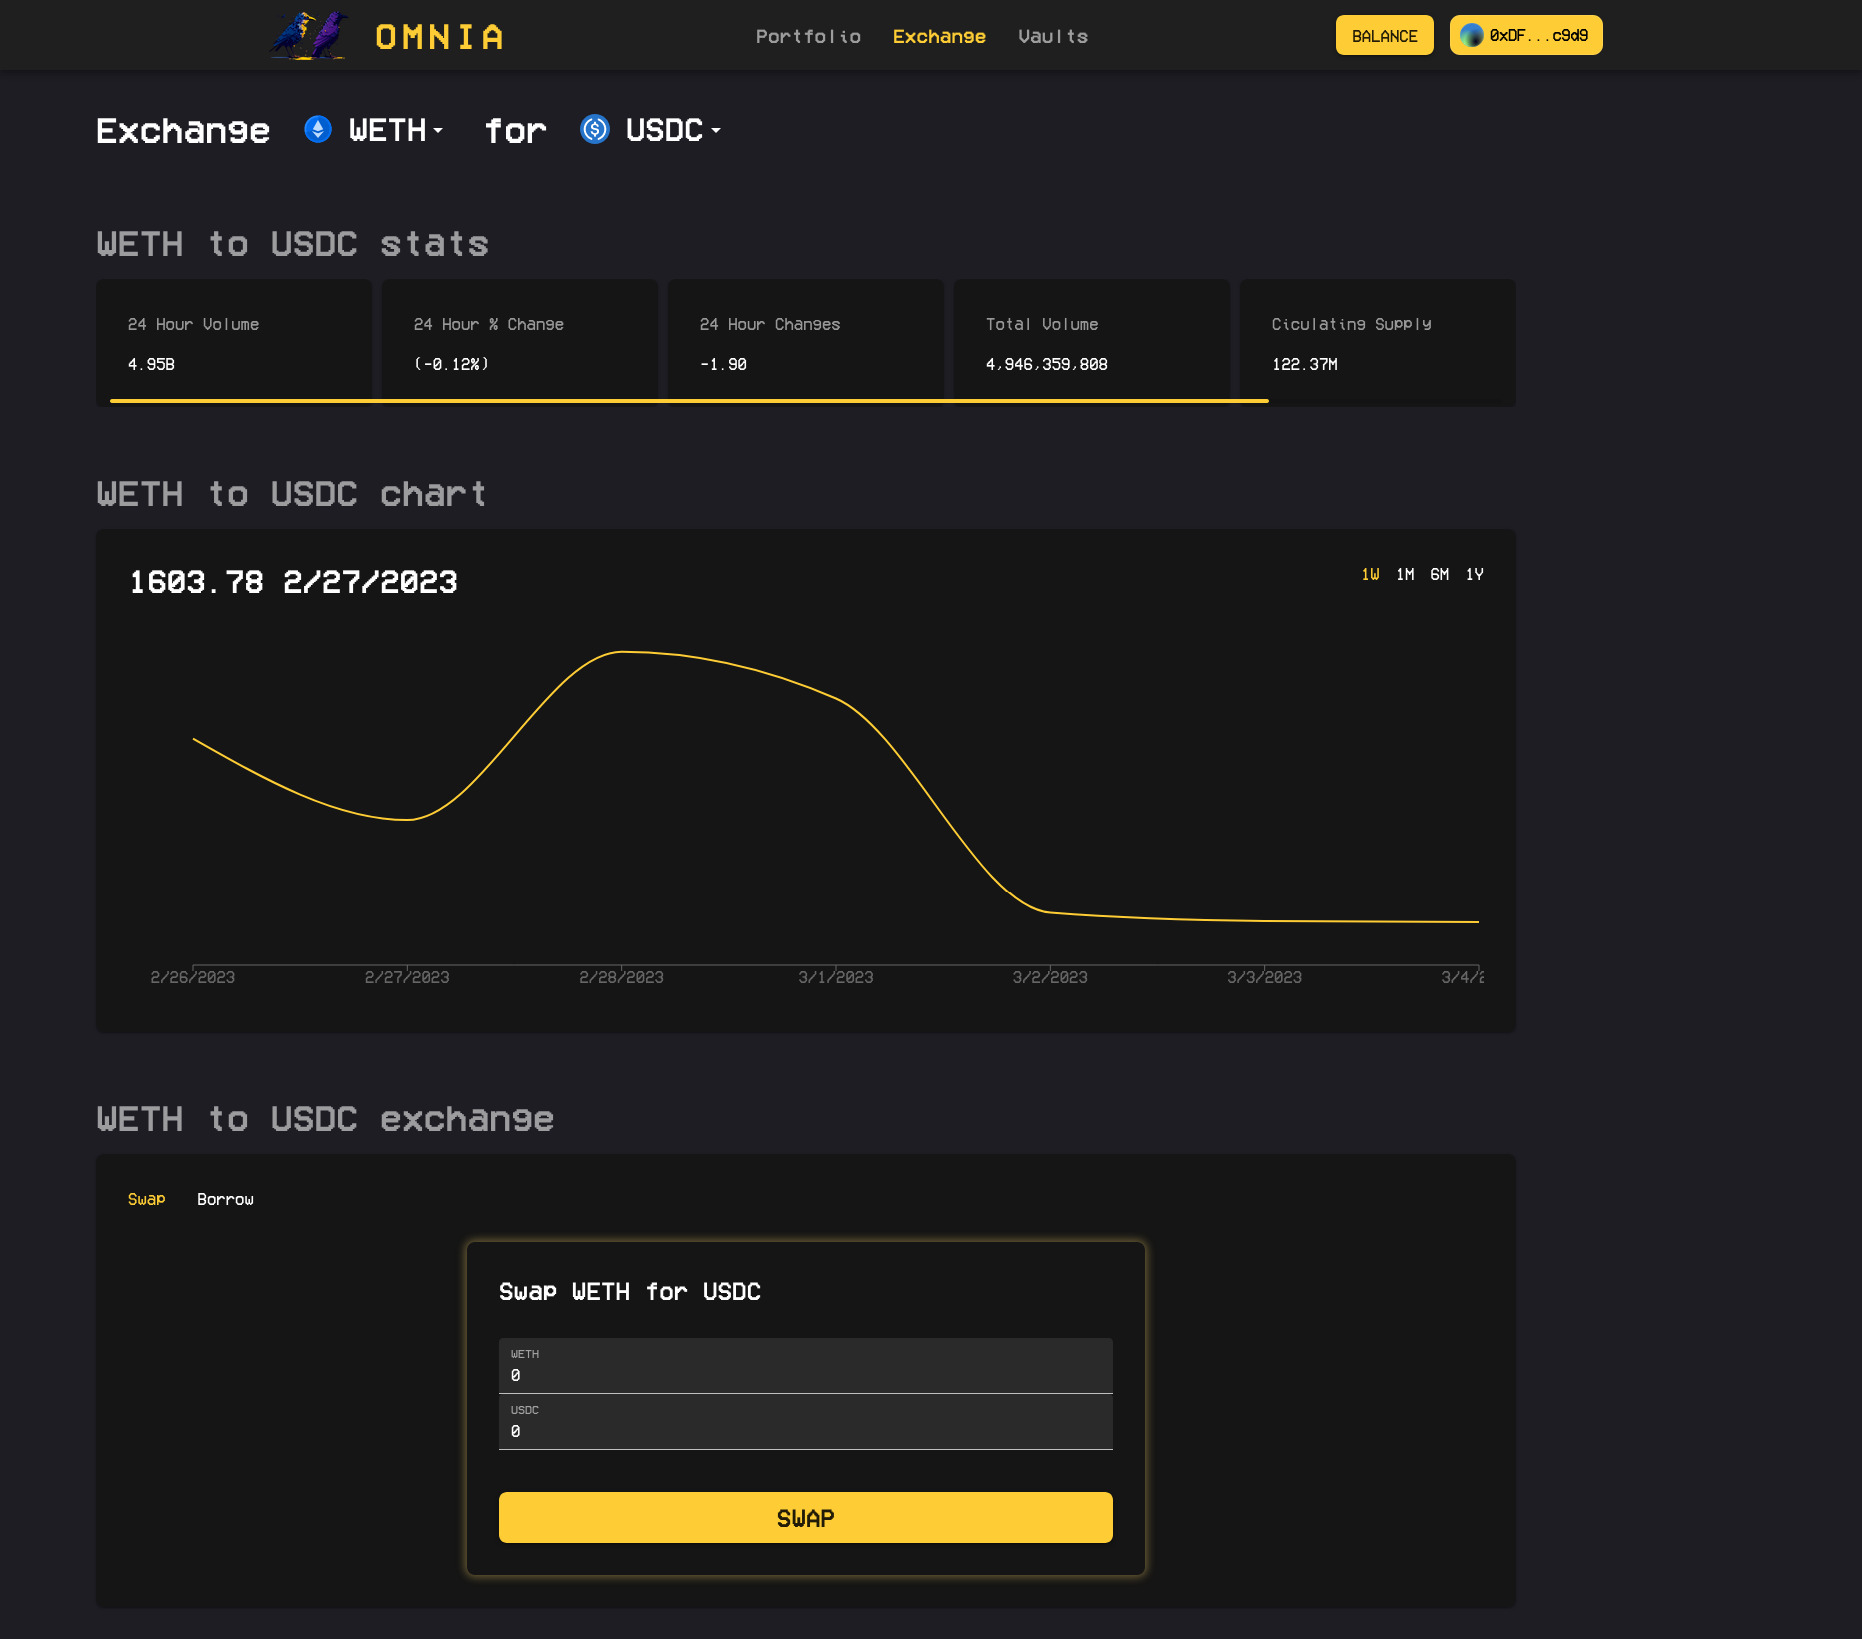 OMNIA Portfolio Exchange Vaults BALANCE 0xDF...c9d9
Exchange WETH for USDC
WETH to USDC stats
24 Hour Volume 24 Hour % Change 24 Hour Changes Total Volume Ciculating Supply
4.95B (-0.12%) -1.90 4,946,359,808 122.37M
WETH to USDC chart
1603.78 2/27/2023 1W 1M 6M 1Y
2/26/2023 2/27/2023 2/28/2023 3/1/2023 3/2/2023 3/3/2023 3/4/2
WETH to USDC exchange
Swap Borrow
Swap WETH for USDC
WETH
0
USDC
0
SWAP